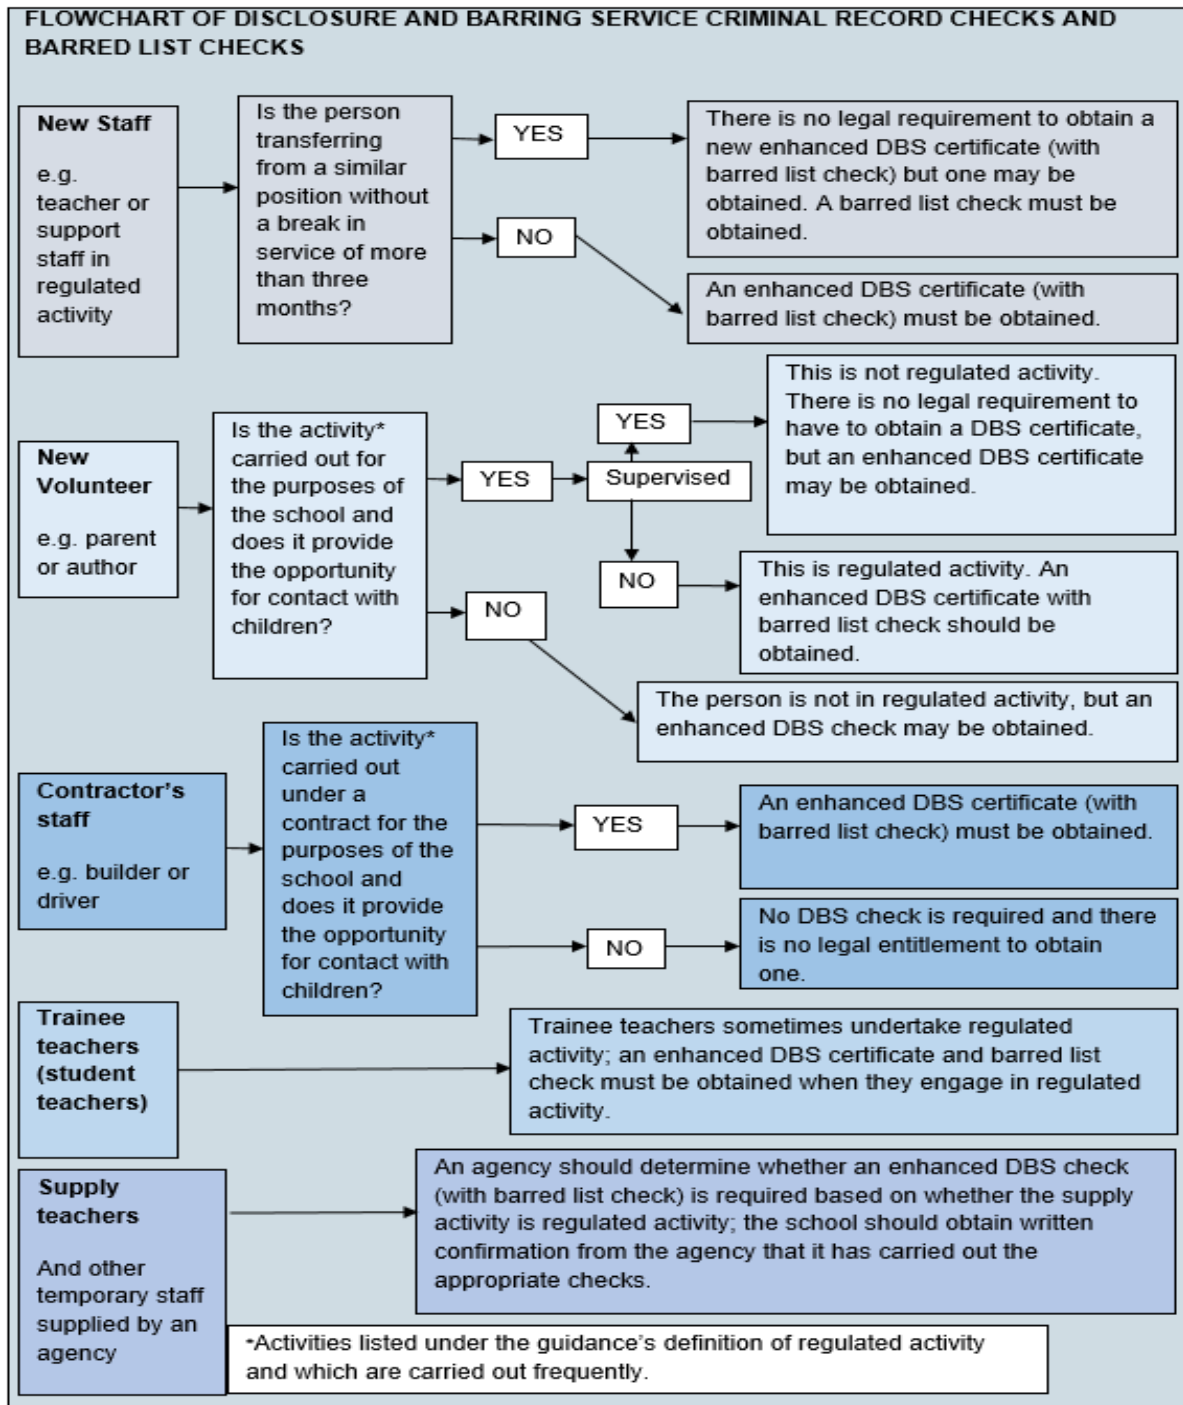 FLOWCHART OF DISCLOSURE AND BARRING SERVICE CRIMINAL RECORD CHECKS AND
BARRED LIST CHECKS
New Staff
e.g.
teacher or
support
staff in
regulated
activity
Is the person
transferring
from a similar
position without
a break in
service of more
than three
months?
YES
There is no legal requirement to obtain a
new enhanced DBS certificate (with
barred list check) but one may be
obtained. A barred list check must be
obtained.
NO
An enhanced DBS certificate (with
barred list check) must be obtained.
New
Volunteer
e.g. parent
or author
Is the activity*
carried out for
the purposes of
the school and
does it provide
the opportunity
for contact with
children?
YES
Supervised
YES
This is not regulated activity.
There is no legal requirement to
have to obtain a DBS certificate,
but an enhanced DBS certificate
may be obtained.
NO
This is regulated activity. An
enhanced DBS certificate with
barred list check should be
obtained.
NO
The person is not in regulated activity, but an
enhanced DBS check may be obtained.
Contractor's
staff
e.g. builder or
driver
Is the activity*
carried out
under a
contract for the
purposes of the
school and
does it provide
the opportunity
for contact with
children?
YES
An enhanced DBS certificate (with
barred list check) must be obtained.
NO
No DBS check is required and there
is no legal entitlement to obtain
one.
Trainee
teachers
(student
teachers)
Trainee teachers sometimes undertake regulated
activity; an enhanced DBS certificate and barred list
check must be obtained when they engage in regulated
activity.
Supply
teachers
And other
temporary staff
supplied by an
agency
An agency should determine whether an enhanced DBS check
(with barred list check) is required based on whether the supply
activity is regulated activity; the school should obtain written
confirmation from the agency that it has carried out the
appropriate checks.
*Activities listed under the guidance's definition of regulated activity
and which are carried out frequently.